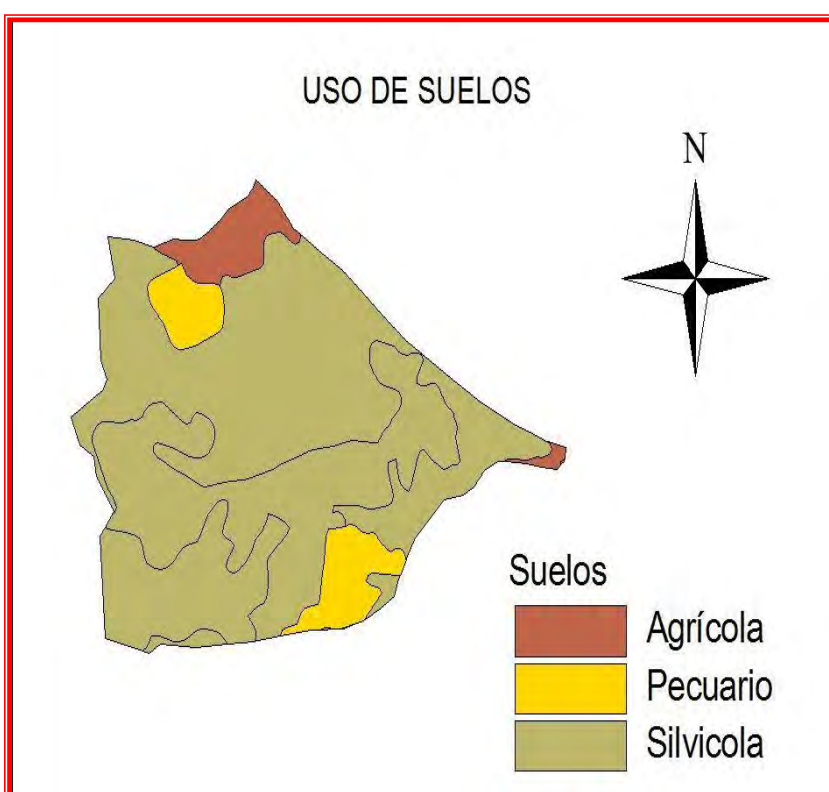 USO DE SUELOS
N
Suelos
Agrícola
Pecuario
Silvicola